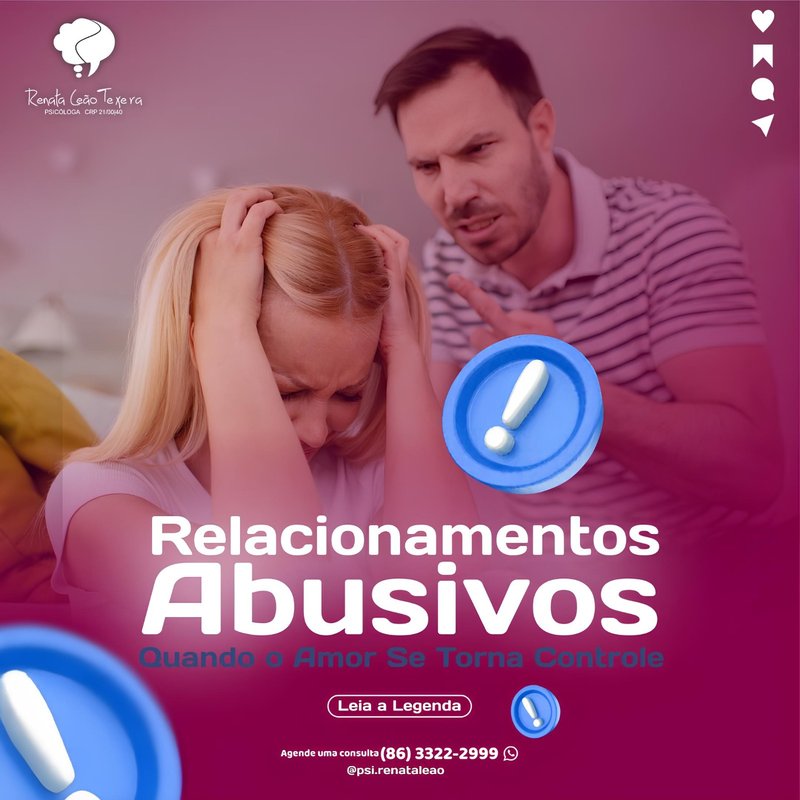 Renata Leão Texera
PSICÓLOGA CRP 21/00|40
Relacionamentos
Abusivos
Quando o Amor Se Torna Controle
Leia a Legenda
Agende uma consulta (86) 3322-2999
@psi.renataleao